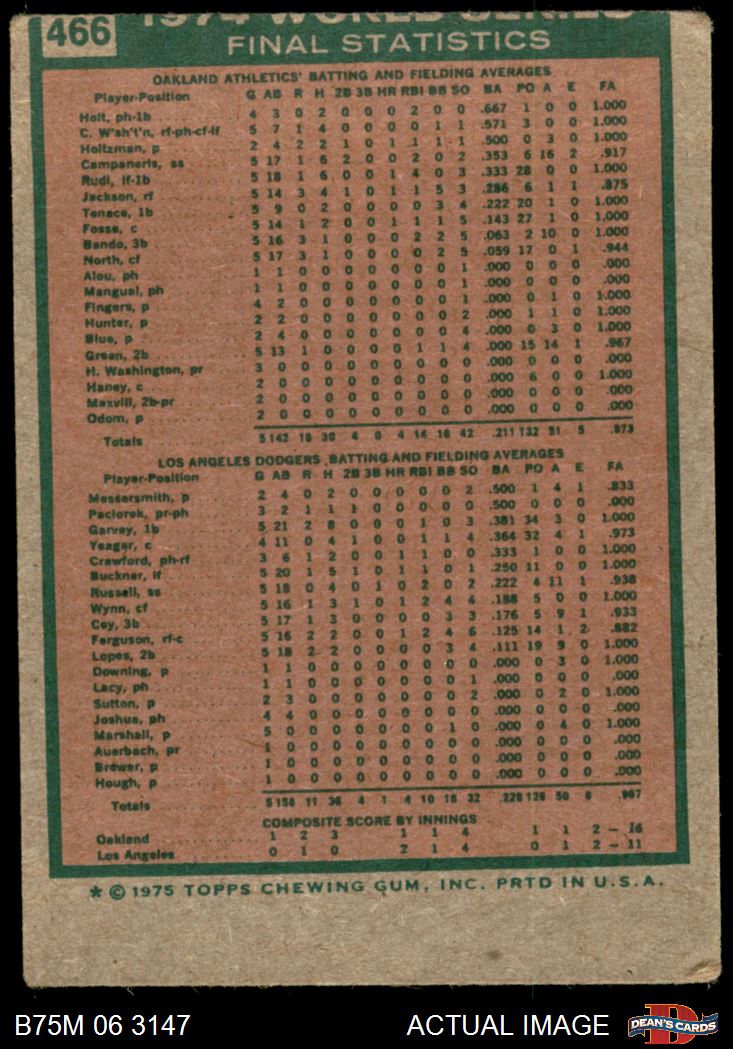 466
1974 WORLD SERIES
FINAL STATISTICS
OAKLAND ATHLETICS' BATTING AND FIELDING AVERAGES
Player-Position G AB R H 2B 3B HR RBI BB SO BA PO A E FA
Holt, ph-1b 4 3 0 2 0 0 0 2 0 0 .667 1 0 0 1.000
C. W'sh't'n, rf-ph-cf-lf 5 7 1 4 0 0 0 0 1 1 .571 3 0 0 1.000
Holtzman, p 2 4 2 2 1 0 1 1 1 1 .500 0 3 0 1.000
Campaneris, ss 5 17 1 6 2 0 0 2 0 2 .353 6 16 2 .917
Rudi, lf-1b 5 18 1 6 0 0 1 4 0 3 .333 28 0 0 1.000
Jackson, rf 5 14 3 4 1 0 1 1 5 3 .286 6 1 1 .875
Tenace, 1b 5 9 0 2 0 0 0 0 3 4 .222 20 1 0 1.000
Fosse, c 5 14 1 2 0 0 1 1 1 5 .143 27 0 0 1.000
Bando, 3b 5 16 3 1 0 0 0 2 2 5 .063 2 10 0 1.000
North, cf 5 17 3 1 0 0 0 0 2 5 .059 17 0 1 .944
Alou, ph 1 1 0 0 0 0 0 0 0 1 .000 0 0 0 .000
Mangual, ph 1 1 0 0 0 0 0 0 0 1 .000 0 0 0 .000
Fingers, p 4 2 0 0 0 0 0 0 0 1 .000 0 1 0 1.000
Hunter, p 2 2 0 0 0 0 0 0 0 2 .000 1 1 0 1.000
Blue, p 2 4 0 0 0 0 0 0 0 4 .000 0 3 0 1.000
Green, 2b 5 13 1 0 0 0 0 1 1 4 .000 15 14 1 .967
H. Washington, pr 3 0 0 0 0 0 0 0 0 0 .000 0 0 0 .000
Haney, c 2 0 0 0 0 0 0 0 0 0 .000 6 0 0 1.000
Maxvill, 2b-pr 2 0 0 0 0 0 0 0 0 0 .000 0 0 0 .000
Odom, p 2 0 0 0 0 0 0 0 0 0 .000 0 0 0 .000
Totals 5 142 16 30 4 0 4 14 16 42 .211 132 51 5 .973
LOS ANGELES DODGERS BATTING AND FIELDING AVERAGES
Player-Position G AB R H 2B 3B HR RBI BB SO BA PO A E FA
Messersmith, p 2 4 0 2 0 0 0 0 0 2 .500 1 4 1 .833
Paciorek, pr-ph 3 2 1 1 1 0 0 0 0 0 .500 0 0 0 .000
Garvey, 1b 5 21 2 8 0 0 0 1 0 3 .381 34 3 0 1.000
Yeager, c 4 11 0 4 1 0 0 1 1 4 .364 32 4 1 .973
Crawford, ph-rf 3 6 1 2 0 0 1 1 0 0 .333 1 0 0 1.000
Buckner, lf 5 20 1 5 1 0 1 1 0 1 .250 11 0 0 1.000
Russell, ss 5 18 0 4 0 1 0 2 0 2 .222 4 11 1 .938
Wynn, cf 5 16 1 3 1 0 1 2 4 4 .188 5 0 0 1.000
Cey, 3b 5 17 1 3 0 0 0 0 3 3 .176 5 9 1 .933
Ferguson, rf-c 5 16 2 2 0 0 1 2 4 6 .125 14 1 2 .882
Lopes, 2b 5 18 2 2 0 0 0 0 3 4 .111 19 9 0 1.000
Downing, p 1 1 0 0 0 0 0 0 0 0 .000 0 3 0 1.000
Lacy, ph 1 1 0 0 0 0 0 0 0 1 .000 0 0 0 .000
Sutton, p 2 3 0 0 0 0 0 0 0 2 .000 0 2 0 1.000
Joshua, ph 4 4 0 0 0 0 0 0 0 0 .000 0 0 0 .000
Marshall, p 5 0 0 0 0 0 0 0 1 0 .000 0 4 0 1.000
Auerbach, pr 1 0 0 0 0 0 0 0 0 0 .000 0 0 0 .000
Brewer, p 1 0 0 0 0 0 0 0 0 0 .000 0 0 0 .000
Hough, p 1 0 0 0 0 0 0 0 0 0 .000 0 0 0 .000
Totals 5 158 11 36 4 1 4 10 16 32 .228 126 50 6 .967
COMPOSITE SCORE BY INNINGS
Oakland 1 2 3 1 1 4 1 1 2 – 16
Los Angeles 0 1 0 2 1 4 0 1 2 – 11
* © 1975 TOPPS CHEWING GUM, INC. PRTD IN U.S.A.
B75M 06 3147 ACTUAL IMAGE DEAN'S CARDS